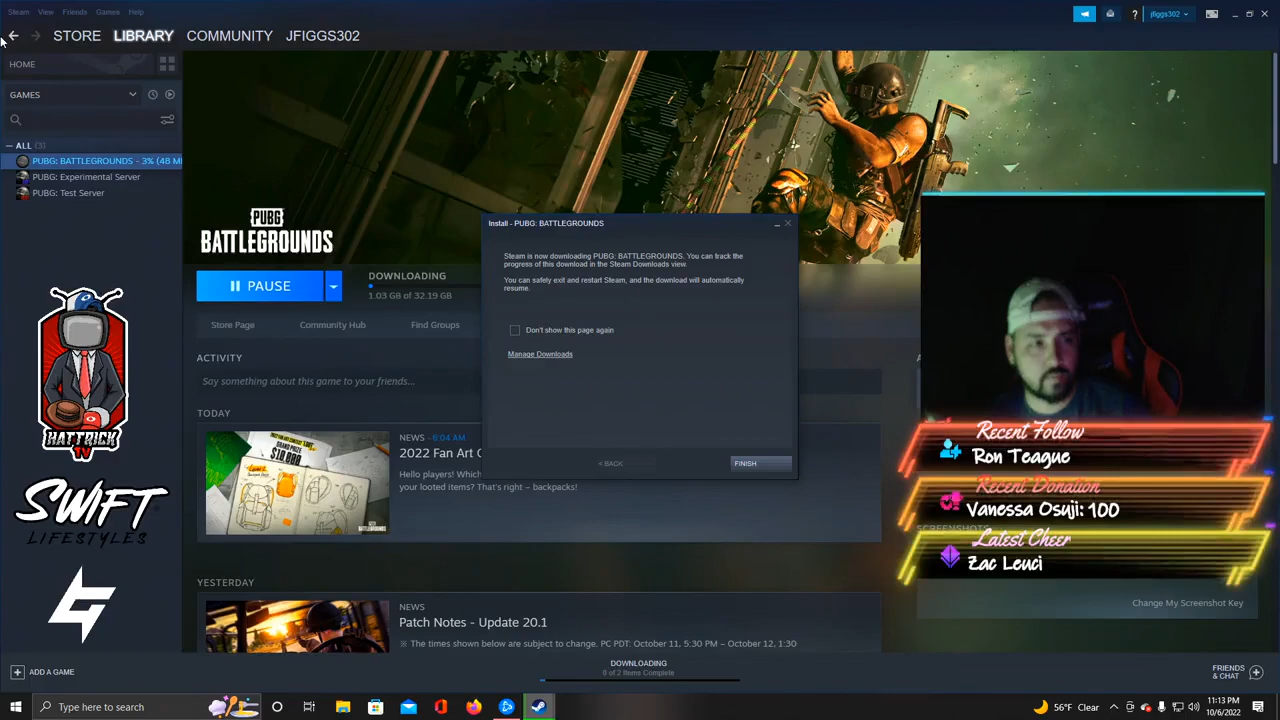 Steam View Friends Games Help
jfiggs302
STORE LIBRARY COMMUNITY JFIGGS302
HOME
GAMES
ALL (3)
PUBG: BATTLEGROUNDS - 3% (48 M
PUBG: Experimental Server
PUBG: Test Server
HATTRICK
TV
SWIFT
LIFESTYLES
PUBG
BATTLEGROUNDS
PAUSE
DOWNLOADING
1.03 GB of 32.19 GB
Store Page Community Hub Find Groups
ACTIVITY
Say something about this game to your friends...
TODAY
NEWS - 6:04 AM
2022 Fan Art C
Hello players! Which
your looted items? That's right – backpacks!
YESTERDAY
NEWS
Patch Notes - Update 20.1
※ The times shown below are subject to change. PC PDT: October 11, 5:30 PM – October 12, 1:30
Install - PUBG: BATTLEGROUNDS
Steam is now downloading PUBG: BATTLEGROUNDS. You can track the
progress of this download in the Steam Downloads view.
You can safely exit and restart Steam, and the download will automatically
resume.
Don't show this page again
Manage Downloads
< BACK
FINISH
Recent Follow
Ron Teague
Recent Donation
Vanessa Osuji: 100
SCREENSHOTS
Latest Cheer
Zac Leuci
Change My Screenshot Key
ADD A GAME
DOWNLOADING
9 of 2 Items Complete
FRIENDS
& CHAT
Type here to search
56°F Clear
11:13 PM
10/6/2022